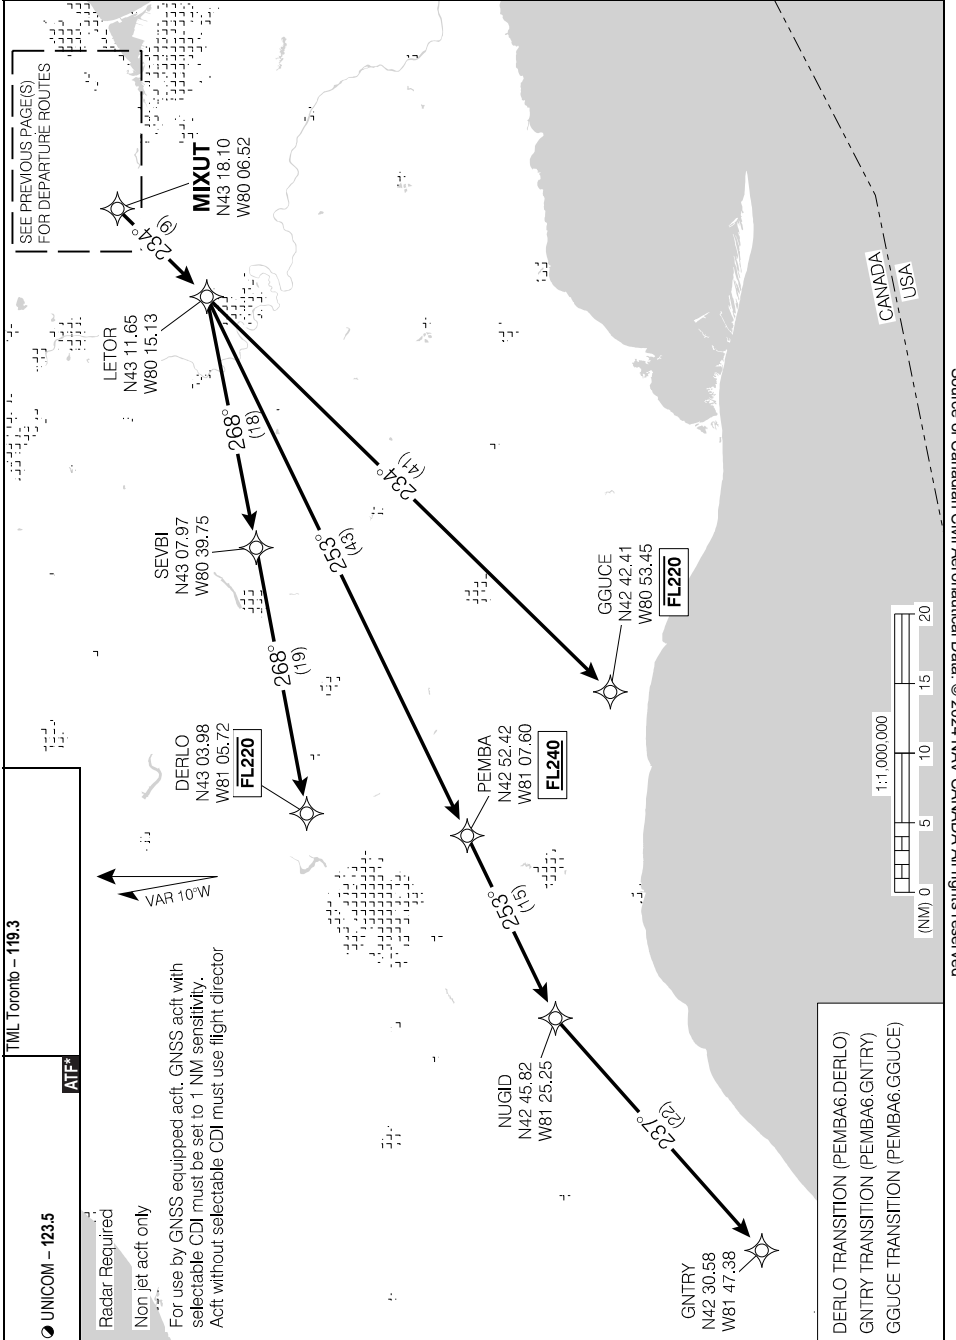 UNICOM – 123.5
ATF*
TML Toronto – 119.3
Radar Required
Non jet acft only
For use by GNSS equipped acft. GNSS acft with
selectable CDI must be set to 1 NM sensitivity.
Acft without selectable CDI must use flight director
VAR 10°W
SEE PREVIOUS PAGE(S)
FOR DEPARTURE ROUTES
MIXUT
N43 18.10
W80 06.52
234°
(9)
LETOR
N43 11.65
W80 15.13
268°
(18)
SEVBI
N43 07.97
W80 39.75
268°
(19)
DERLO
N43 03.98
W81 05.72
FL220
253°
(43)
PEMBA
N42 52.42
W81 07.60
FL240
234°
(41)
GGUCE
N42 42.41
W80 53.45
FL220
253°
(15)
NUGID
N42 45.82
W81 25.25
237°
(22)
GNTRY
N42 30.58
W81 47.38
CANADA
USA
1:1,000,000
(NM) 0 5 10 15 20
DERLO TRANSITION (PEMBA6.DERLO)
GNTRY TRANSITION (PEMBA6.GNTRY)
GGUCE TRANSITION (PEMBA6.GGUCE)
Source of Canadian Civil Aeronautical Data: © 2024 NAV CANADA All rights reserved